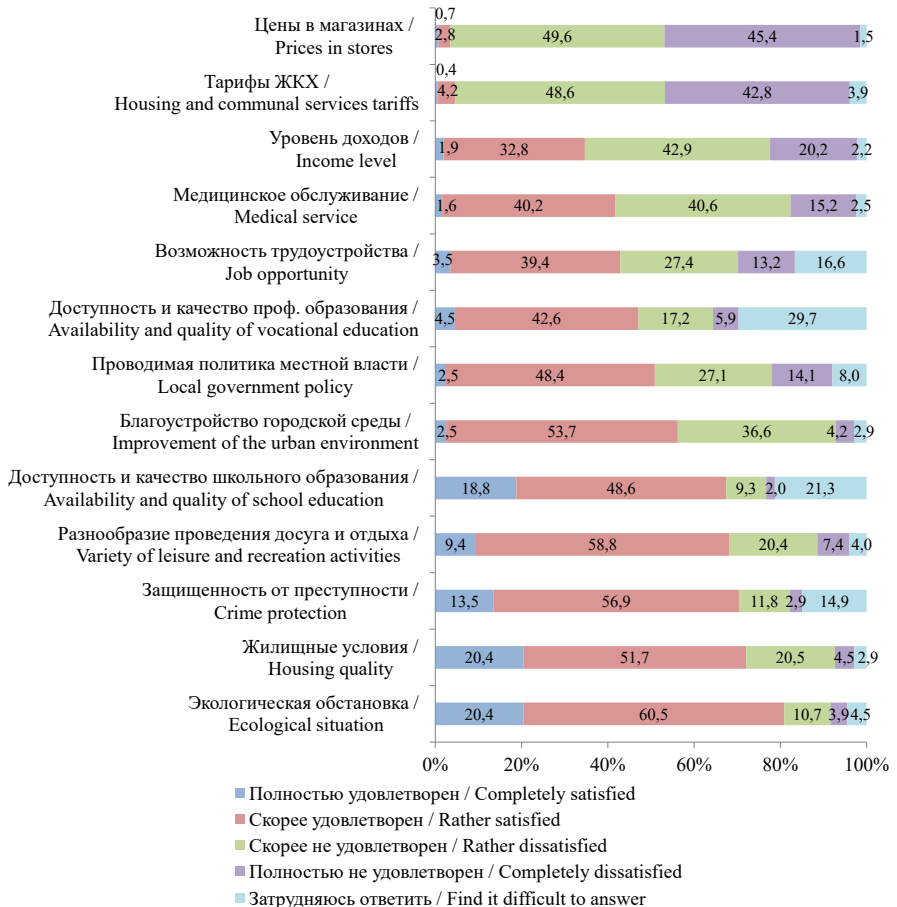 0,7
Цены в магазинах /
Prices in stores
2,8 49,6 45,4 1,5
0,4
Тарифы ЖКХ /
Housing and communal services tariffs
4,2 48,6 42,8 3,9
Уровень доходов /
Income level
1,9 32,8 42,9 20,2 2,2
Медицинское обслуживание /
Medical service
1,6 40,2 40,6 15,2 2,5
Возможность трудоустройства /
Job opportunity
3,5 39,4 27,4 13,2 16,6
Доступность и качество проф. образования /
Availability and quality of vocational education
4,5 42,6 17,2 5,9 29,7
Проводимая политика местной власти /
Local government policy
2,5 48,4 27,1 14,1 8,0
Благоустройство городской среды /
Improvement of the urban environment
2,5 53,7 36,6 4,2 2,9
Доступность и качество школьного образования /
Availability and quality of school education
18,8 48,6 9,3 2,0 21,3
Разнообразие проведения досуга и отдыха /
Variety of leisure and recreation activities
9,4 58,8 20,4 7,4 4,0
Защищенность от преступности /
Crime protection
13,5 56,9 11,8 2,9 14,9
Жилищные условия /
Housing quality
20,4 51,7 20,5 4,5 2,9
Экологическая обстановка /
Ecological situation
20,4 60,5 10,7 3,9 4,5
0% 20% 40% 60% 80% 100%
Полностью удовлетворен / Completely satisfied
Скорее удовлетворен / Rather satisfied
Скорее не удовлетворен / Rather dissatisfied
Полностью не удовлетворен / Completely dissatisfied
Затрудняюсь ответить / Find it difficult to answer